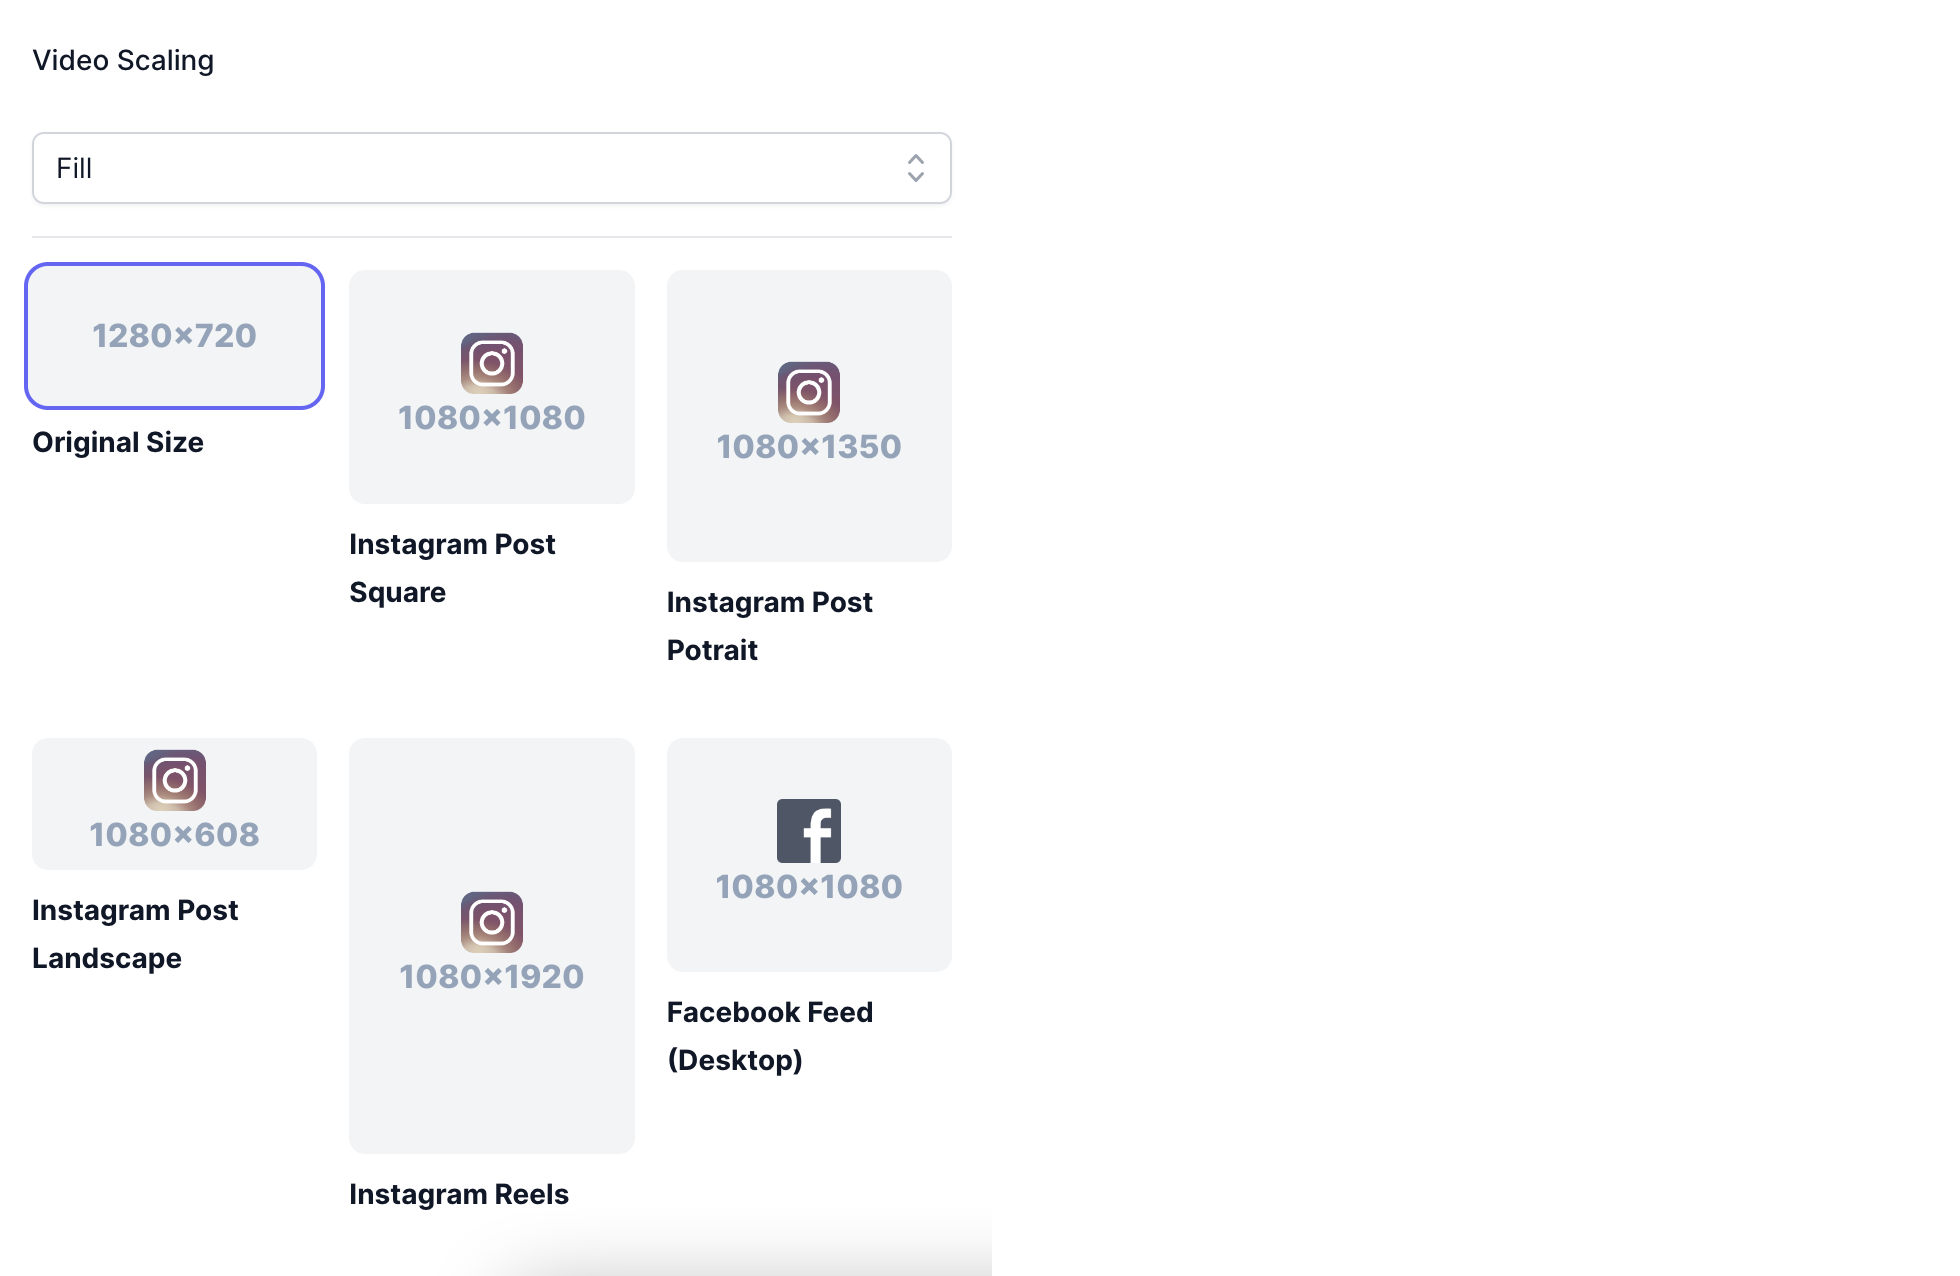 Video Scaling
Fill
1280×720
Original Size
1080×1080
Instagram Post
Square
1080×1350
Instagram Post
Potrait
1080×608
Instagram Post
Landscape
1080×1920
Instagram Reels
1080×1080
Facebook Feed
(Desktop)